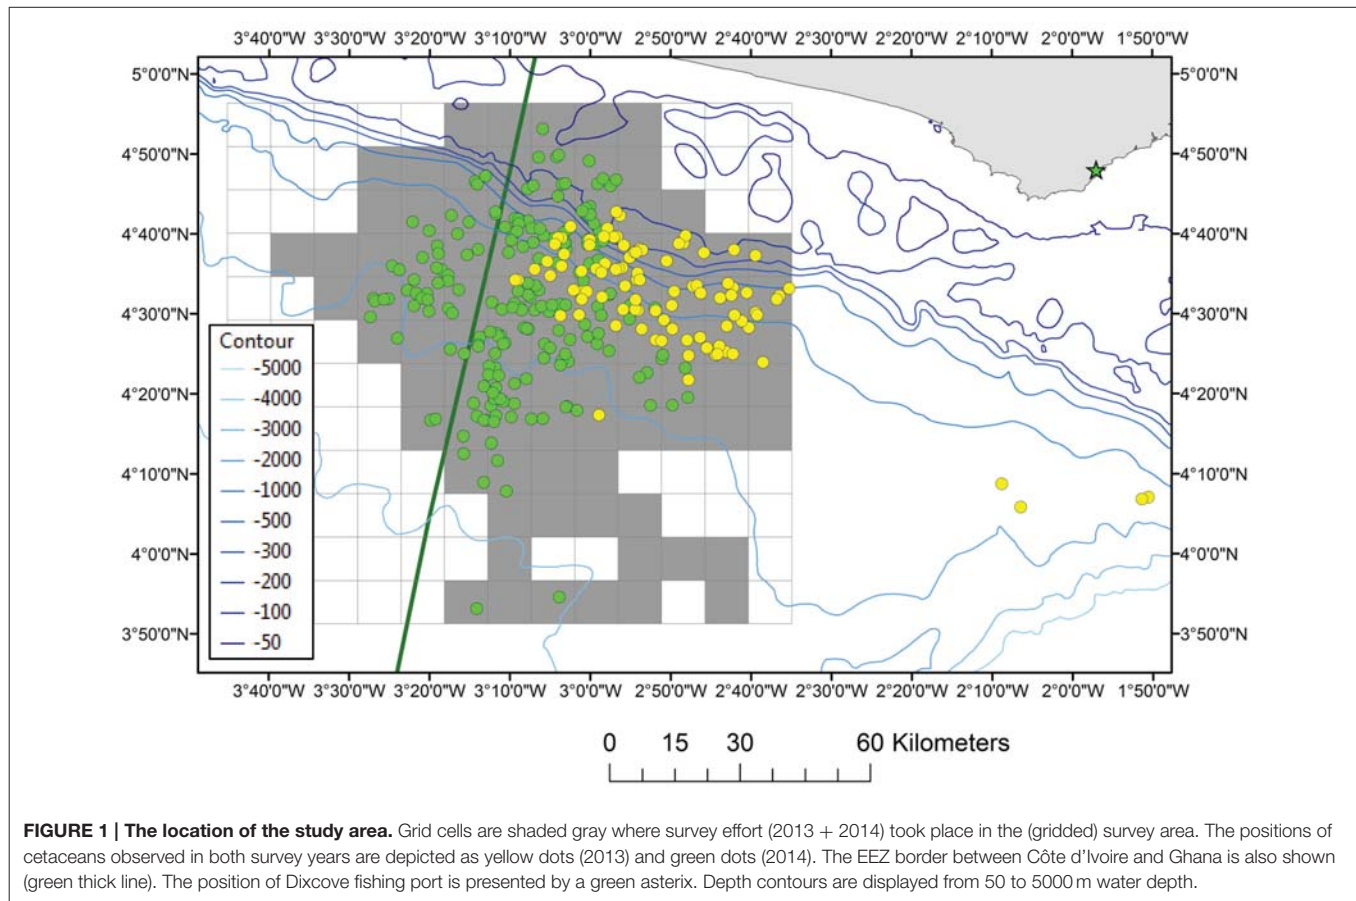 3°40'0"W 3°30'0"W 3°20'0"W 3°10'0"W 3°0'0"W 2°50'0"W 2°40'0"W 2°30'0"W 2°20'0"W 2°10'0"W 2°0'0"W 1°50'0"W
5°0'0"N 5°0'0"N
4°50'0"N 4°50'0"N
4°40'0"N 4°40'0"N
4°30'0"N 4°30'0"N
Contour
-5000
-4000
-3000
-2000
-1000
-500
-300
-200
-100
-50
4°20'0"N 4°20'0"N
4°10'0"N 4°10'0"N
4°0'0"N 4°0'0"N
3°50'0"N 3°50'0"N
3°40'0"W 3°30'0"W 3°20'0"W 3°10'0"W 3°0'0"W 2°50'0"W 2°40'0"W 2°30'0"W 2°20'0"W 2°10'0"W 2°0'0"W 1°50'0"W
0 15 30 60 Kilometers
FIGURE 1 | The location of the study area. Grid cells are shaded gray where survey effort (2013 + 2014) took place in the (gridded) survey area. The positions of
cetaceans observed in both survey years are depicted as yellow dots (2013) and green dots (2014). The EEZ border between Côte d'Ivoire and Ghana is also shown
(green thick line). The position of Dixcove fishing port is presented by a green asterix. Depth contours are displayed from 50 to 5000 m water depth.